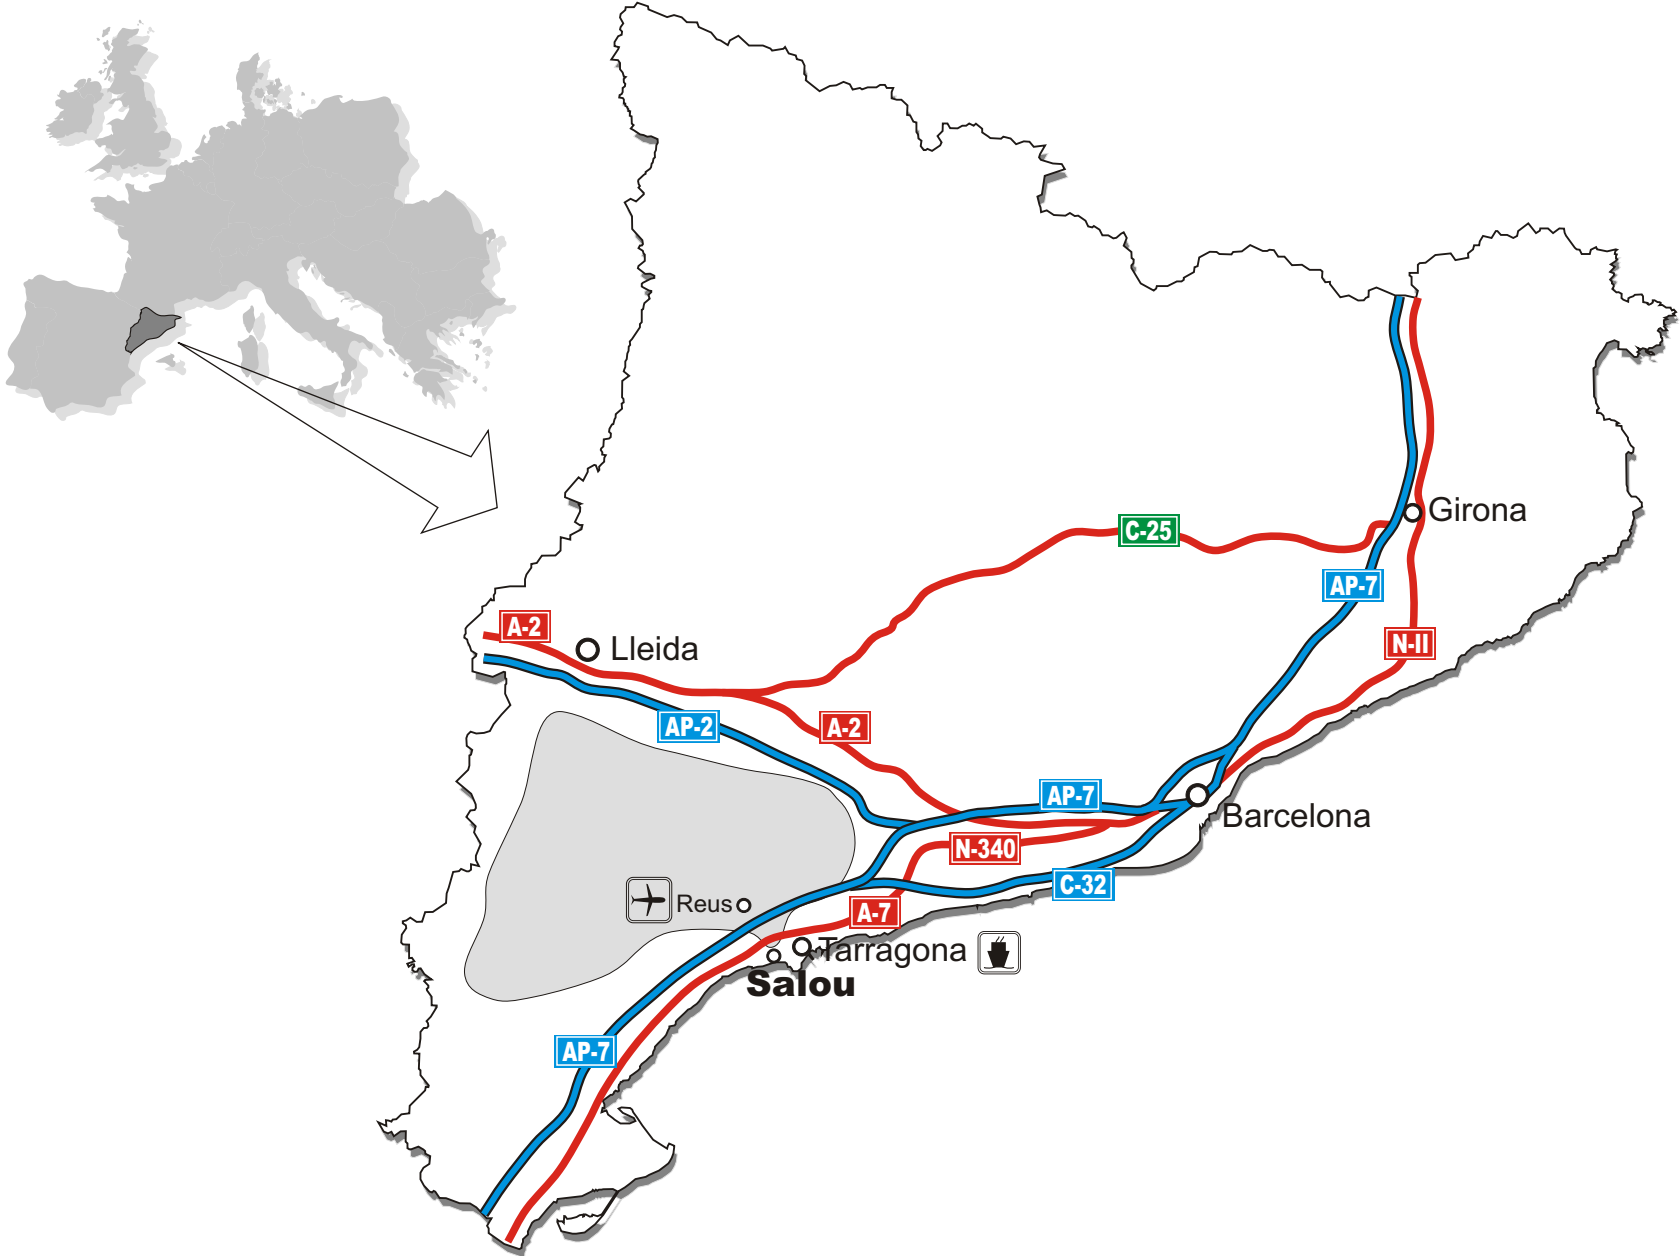 C-25
Girona
AP-7
A-2
N-II
Lleida
AP-2
A-2
AP-7
Barcelona
N-340
C-32
Reus
A-7
Tarragona
Salou
AP-7